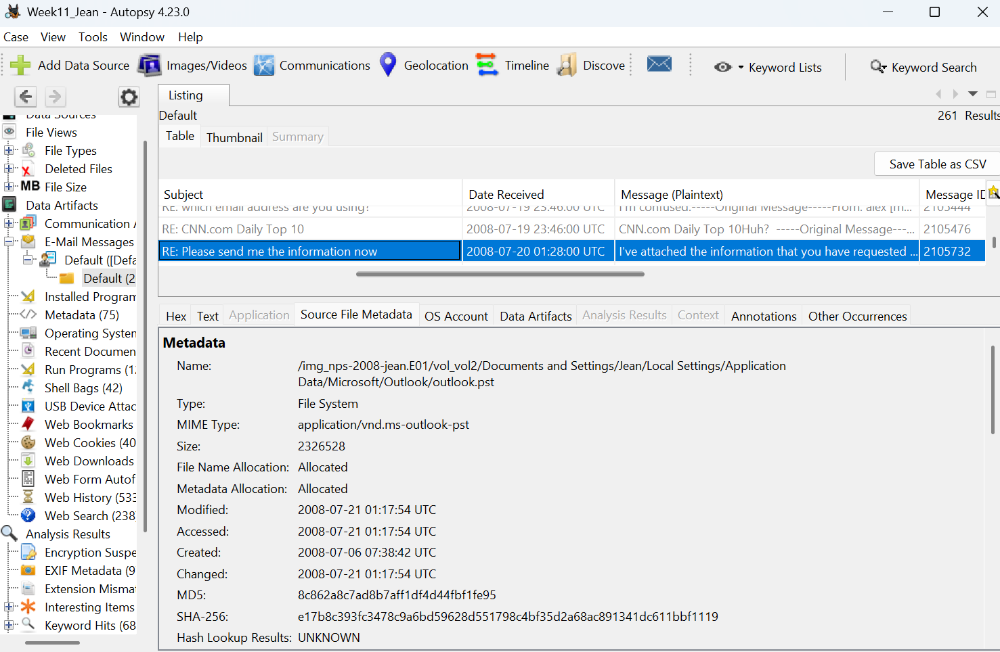 Week11_Jean - Autopsy 4.23.0
Case View Tools Window Help
Add Data Source Images/Videos Communications Geolocation Timeline Discover Keyword Lists Keyword Search
Data Sources
File Views
File Types
Deleted Files
MB File Size
Data Artifacts
Communication A
E-Mail Messages
Default ([Defa
Default (2
Installed Program
Metadata (75)
Operating System
Recent Documen
Run Programs (1
Shell Bags (42)
USB Device Attac
Web Bookmarks
Web Cookies (40
Web Downloads
Web Form Autof
Web History (533
Web Search (238)
Analysis Results
Encryption Suspe
EXIF Metadata (9
Extension Misma
Interesting Items
Keyword Hits (68
Listing
Default
261 Results
Table Thumbnail Summary
Save Table as CSV
Subject Date Received Message (Plaintext) Message ID
RE: which email address are you using? 2008-07-19 23:46:00 UTC I'm confused.-----Original Message-----From: alex [m... 2105444
RE: CNN.com Daily Top 10 2008-07-19 23:46:00 UTC CNN.com Daily Top 10Huh? -----Original Message---... 2105476
RE: Please send me the information now 2008-07-20 01:28:00 UTC I've attached the information that you have requested ... 2105732
Hex Text Application Source File Metadata OS Account Data Artifacts Analysis Results Context Annotations Other Occurrences
Metadata
Name: /img_nps-2008-jean.E01/vol_vol2/Documents and Settings/Jean/Local Settings/Application
Data/Microsoft/Outlook/outlook.pst
Type: File System
MIME Type: application/vnd.ms-outlook-pst
Size: 2326528
File Name Allocation: Allocated
Metadata Allocation: Allocated
Modified: 2008-07-21 01:17:54 UTC
Accessed: 2008-07-21 01:17:54 UTC
Created: 2008-07-06 07:38:42 UTC
Changed: 2008-07-21 01:17:54 UTC
MD5: 8c862a8c7ad8b7aff1df4d44fbf1fe95
SHA-256: e17b8c393fc3478c9a6bd59628d551798c4bf35d2a68ac891341dc611bbf1119
Hash Lookup Results: UNKNOWN